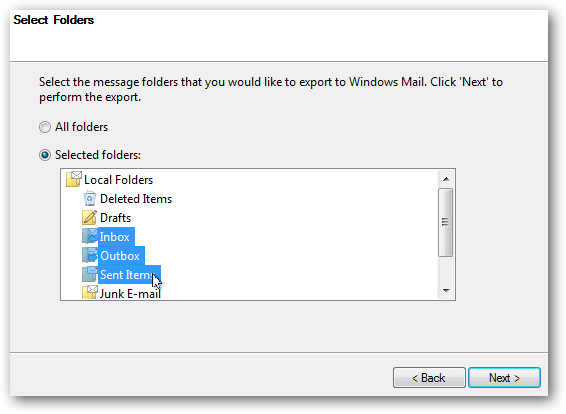 Select Folders
Select the message folders that you would like to export to Windows Mail. Click 'Next' to
perform the export.
All folders
Selected folders:
Local Folders
Deleted Items
Drafts
Inbox
Outbox
Sent Items
Junk E-mail
< Back
Next >